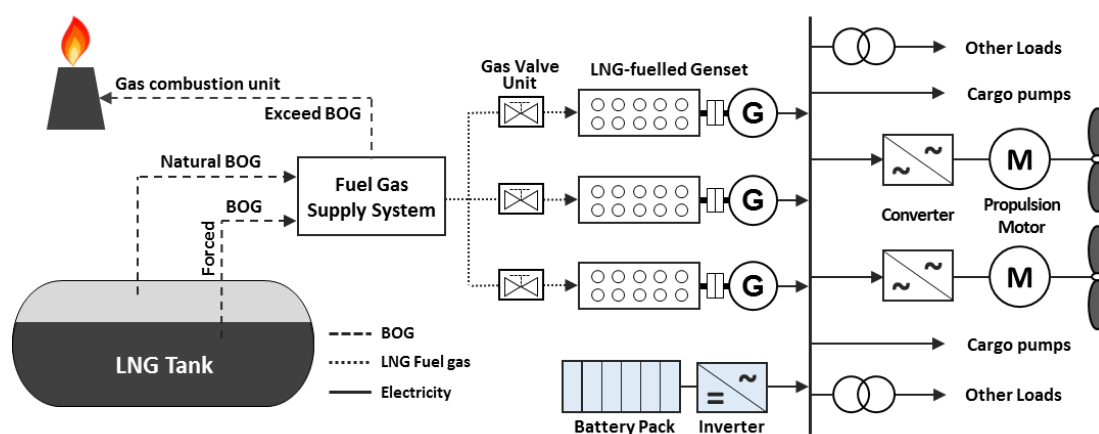 Gas combustion unit
Exceed BOG
Natural BOG
BOG
Forced
Fuel Gas
Supply System
LNG Tank
BOG
LNG Fuel gas
Electricity
Gas Valve
Unit
LNG-fuelled Genset
G
G
G
Battery Pack
Inverter
=
~
Other Loads
Cargo pumps
~
~
M
Converter
Propulsion
Motor
~
~
M
Cargo pumps
Other Loads